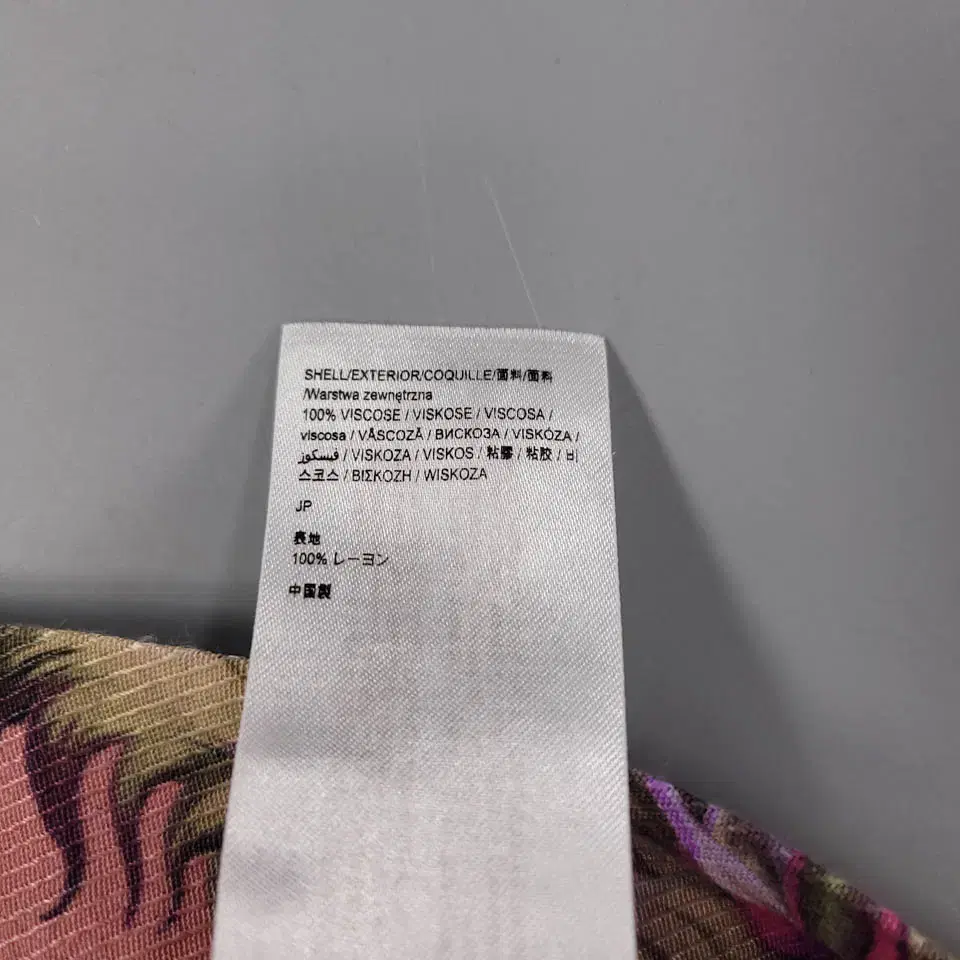 SHELL/EXTERIOR/COQUILLE/面料/面料
/Warstwa zewnętrzna
100% VISCOSE / VISKOSE / VISCOSA /
viscosa / VÂSCOZĂ / ВИСКОЗА / VISKÓZA /
فيسكوز / VISKOZA / VISKOS / 粘膠 / 粘胶 / 비
스코스 / ΒΙΣΚΟΖΗ / WISKOZA
JP
表地
100% レーヨン
中国製